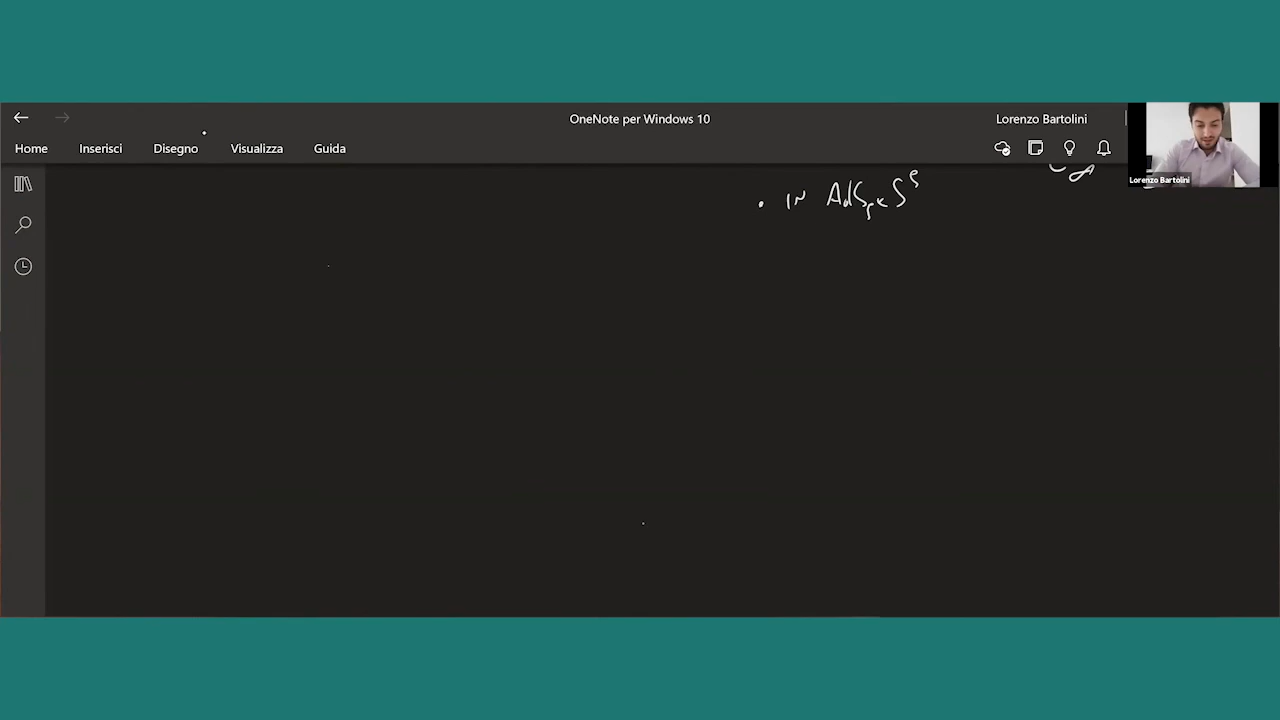 OneNote per Windows 10
Lorenzo Bartolini
Home Inserisci Disegno Visualizza Guida
Lorenzo Bartolini
• IN AdS₅ × S⁵